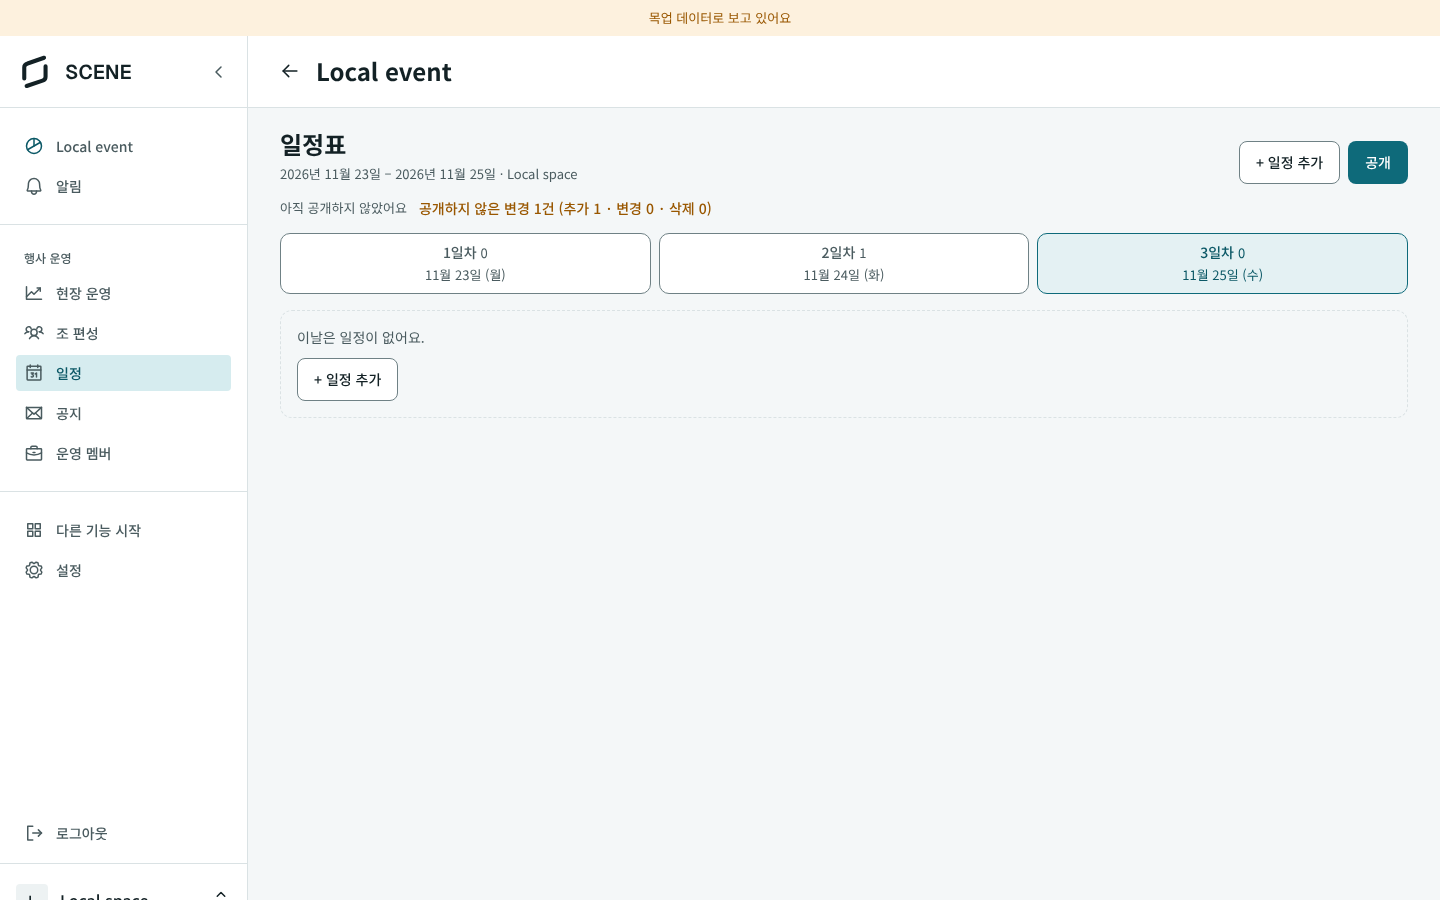 목업 데이터로 보고 있어요
SCENE
Local event
Local event
알림
행사 운영
현장 운영
조 편성
31
일정
공지
운영 멤버
다른 기능 시작
설정
로그아웃
L
Local space
일정표
2026년 11월 23일 – 2026년 11월 25일 · Local space
+ 일정 추가
공개
아직 공개하지 않았어요
공개하지 않은 변경 1건 (추가 1 · 변경 0 · 삭제 0)
1일차 0
11월 23일 (월)
2일차 1
11월 24일 (화)
3일차 0
11월 25일 (수)
이날은 일정이 없어요.
+ 일정 추가